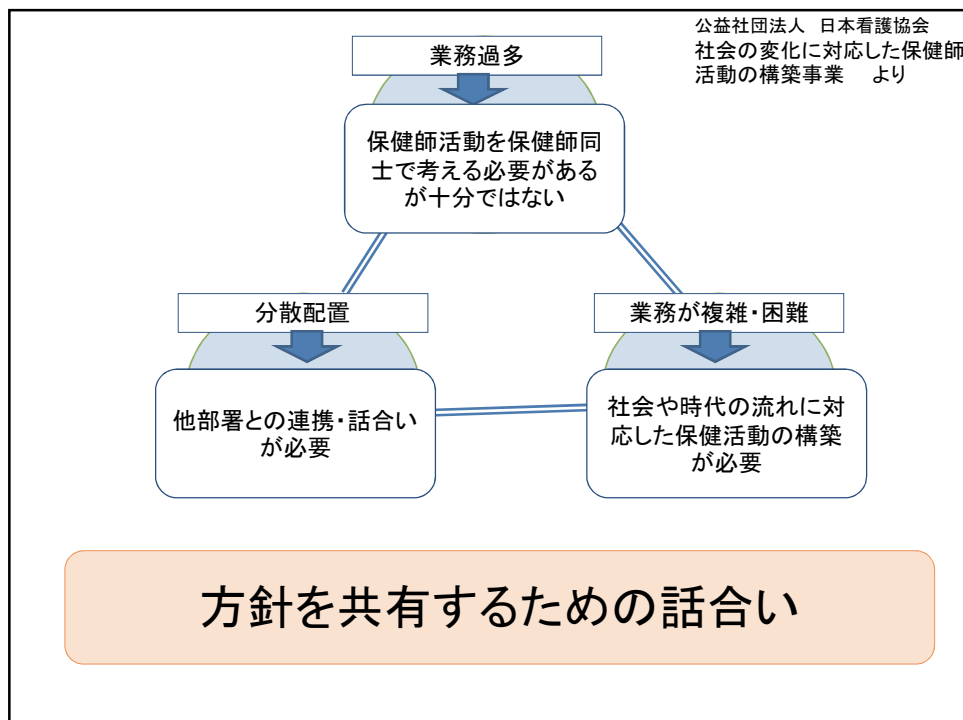 公益社団法人　日本看護協会
社会の変化に対応した保健師
活動の構築事業　より
業務過多
保健師活動を保健師同
士で考える必要がある
が十分ではない
分散配置
他部署との連携・話合い
が必要
業務が複雑・困難
社会や時代の流れに対
応した保健活動の構築
が必要
方針を共有するための話合い